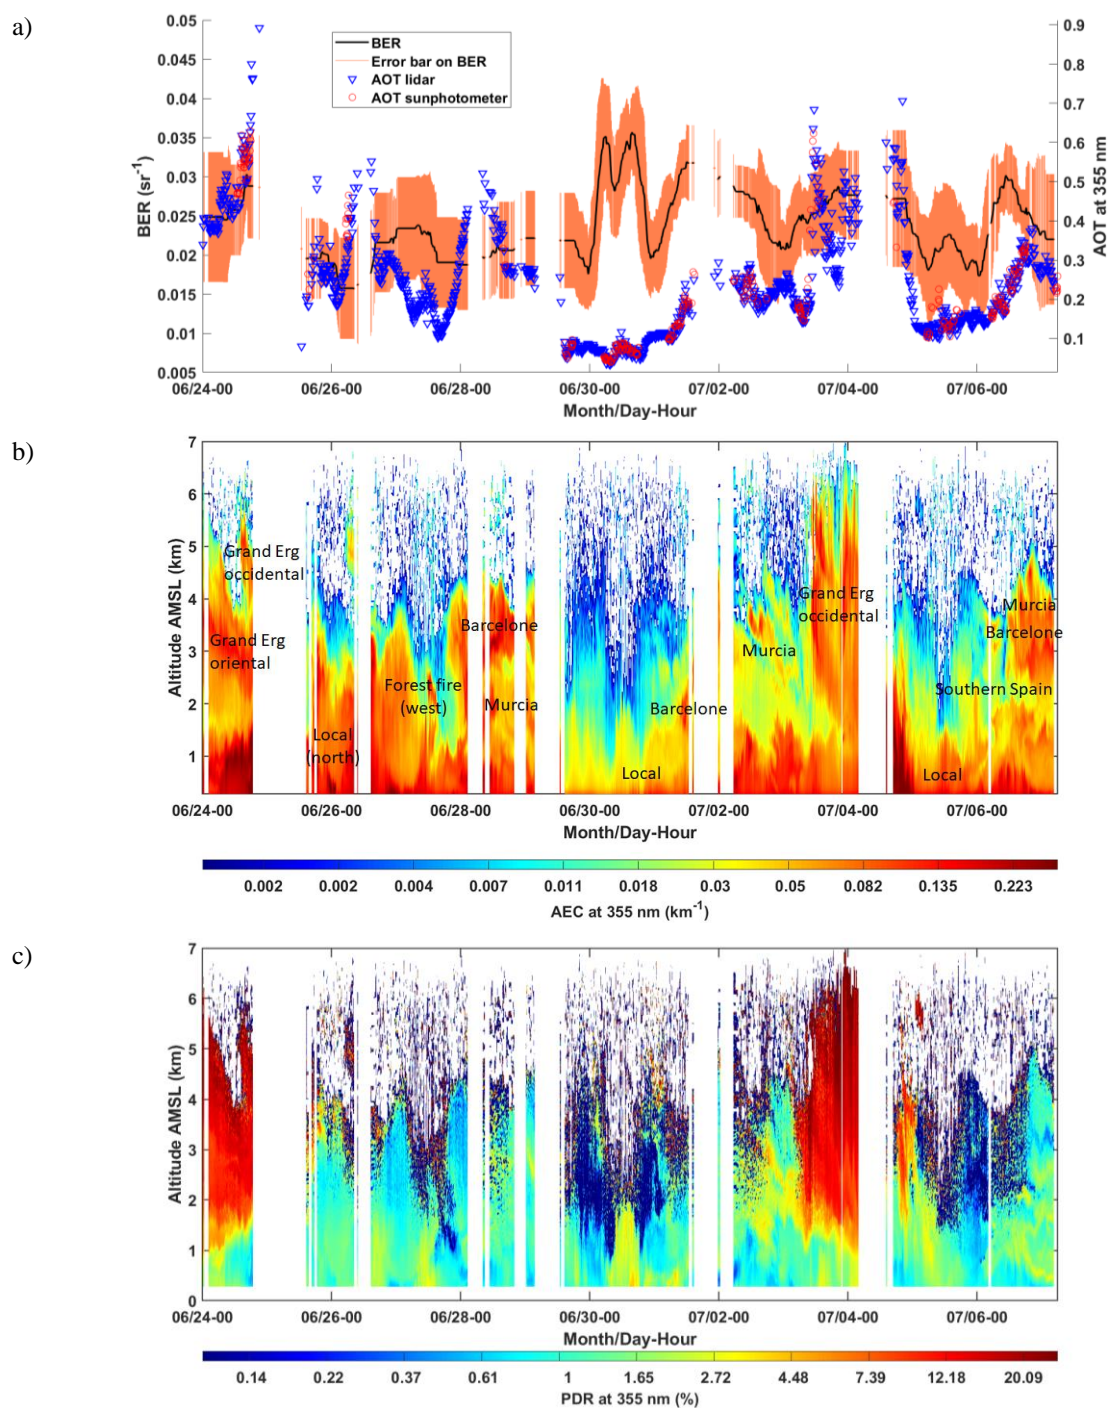 a)
0.05
0.045
0.04
0.035
0.03
0.025
0.02
0.015
0.01
0.005
BER (sr-1)
BER
Error bar on BER
AOT lidar
AOT sunphotometer
0.9
0.8
0.7
0.6
0.5
0.4
0.3
0.2
0.1
AOT at 355 nm
06/24-00 06/26-00 06/28-00 06/30-00 07/02-00 07/04-00 07/06-00
Month/Day-Hour
b)
7
6
5
4
3
2
1
Altitude AMSL (km)
Grand Erg
occidental
Grand Erg
oriental
Local
(north)
Forest fire
(west)
Barcelone
Murcia
Local
Barcelone
Murcia
Grand Erg
occidental
Murcia
Barcelone
Southern Spain
Local
06/24-00 06/26-00 06/28-00 06/30-00 07/02-00 07/04-00 07/06-00
Month/Day-Hour
0.002 0.002 0.004 0.007 0.011 0.018 0.03 0.05 0.082 0.135 0.223
AEC at 355 nm (km-1)
c)
7
6
5
4
3
2
1
0
Altitude AMSL (km)
06/24-00 06/26-00 06/28-00 06/30-00 07/02-00 07/04-00 07/06-00
Month/Day-Hour
0.14 0.22 0.37 0.61 1 1.65 2.72 4.48 7.39 12.18 20.09
PDR at 355 nm (%)